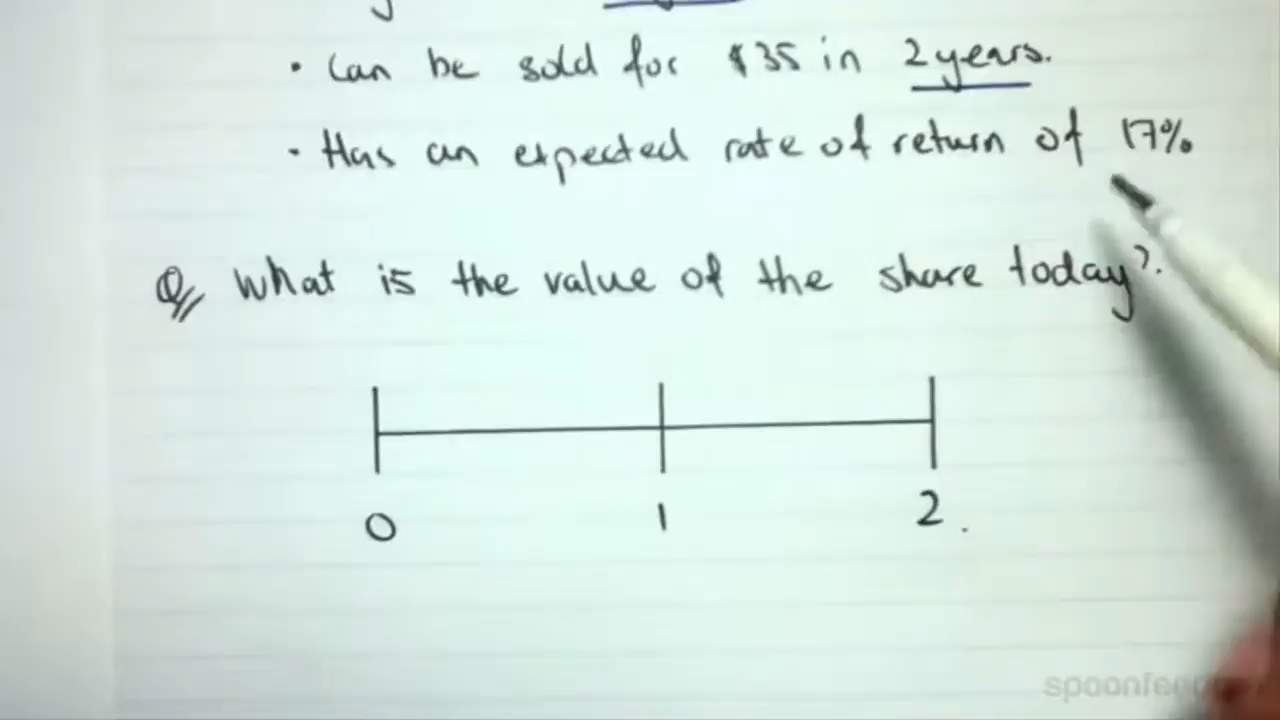 • Can be sold for $35 in 2 years.
• Has an expected rate of return of 17%
Q// What is the value of the share today?.
0 1 2.